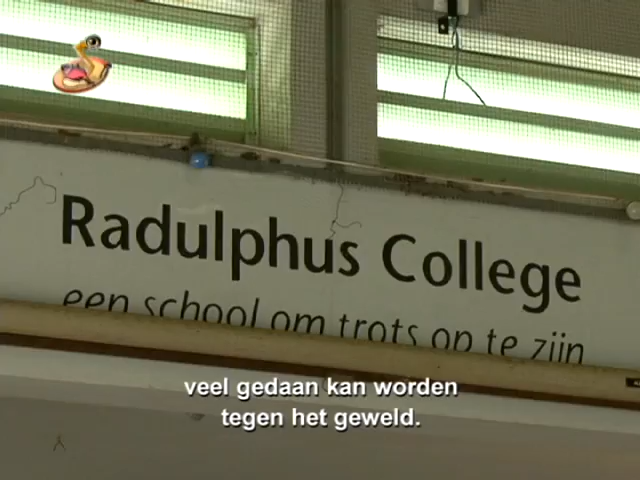 Radulphus College
een school om trots op te zijn
veel gedaan kan worden
tegen het geweld.